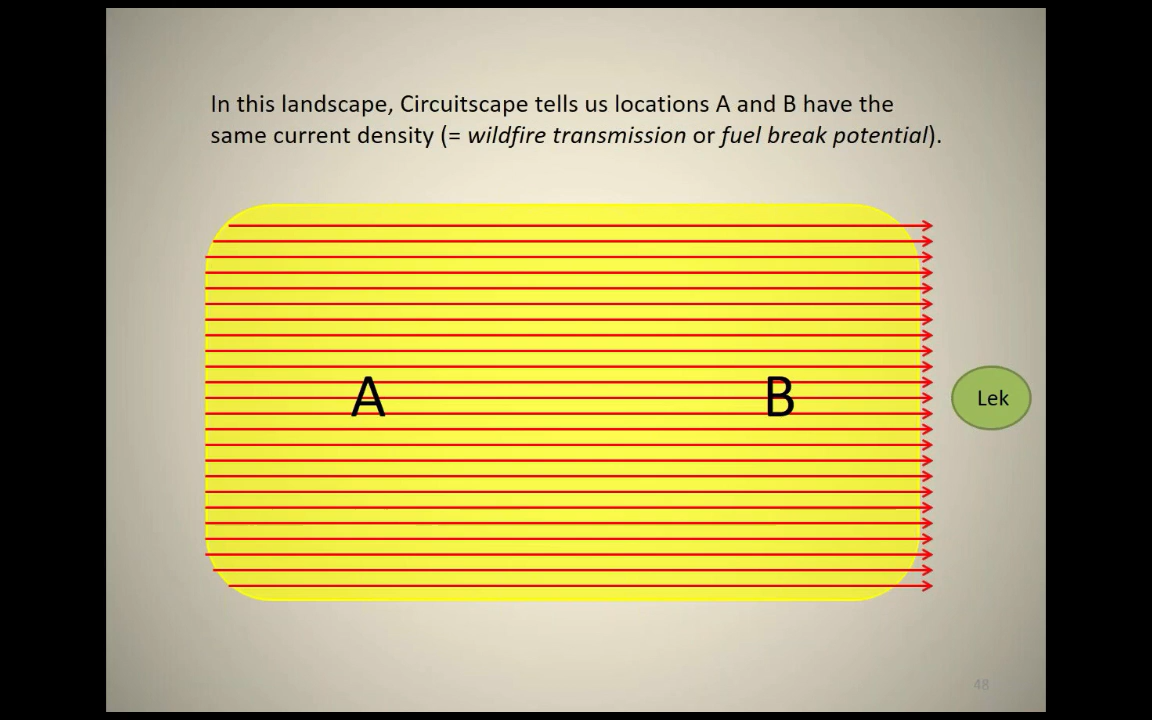 In this landscape, Circuitscape tells us locations A and B have the
same current density (= wildfire transmission or fuel break potential).
A
B
Lek
48